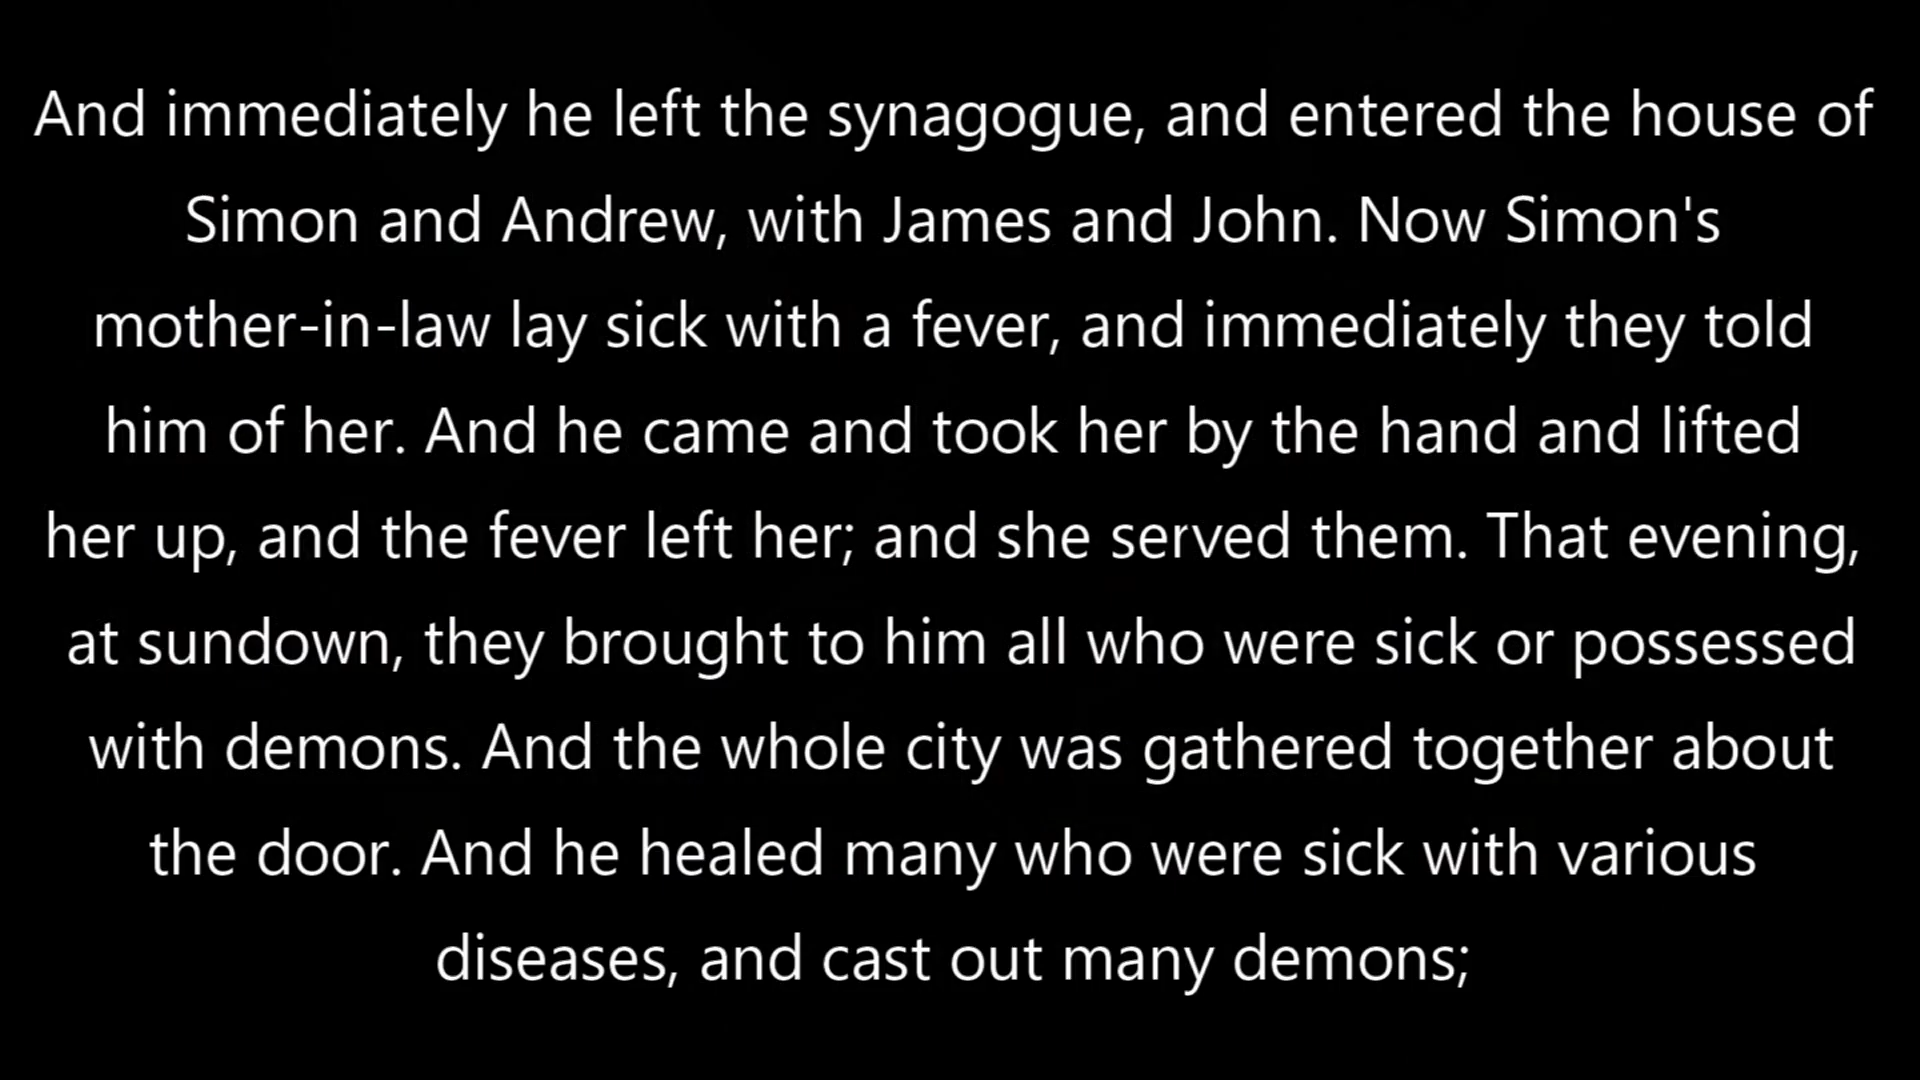 And immediately he left the synagogue, and entered the house of
Simon and Andrew, with James and John. Now Simon's
mother-in-law lay sick with a fever, and immediately they told
him of her. And he came and took her by the hand and lifted
her up, and the fever left her; and she served them. That evening,
at sundown, they brought to him all who were sick or possessed
with demons. And the whole city was gathered together about
the door. And he healed many who were sick with various
diseases, and cast out many demons;